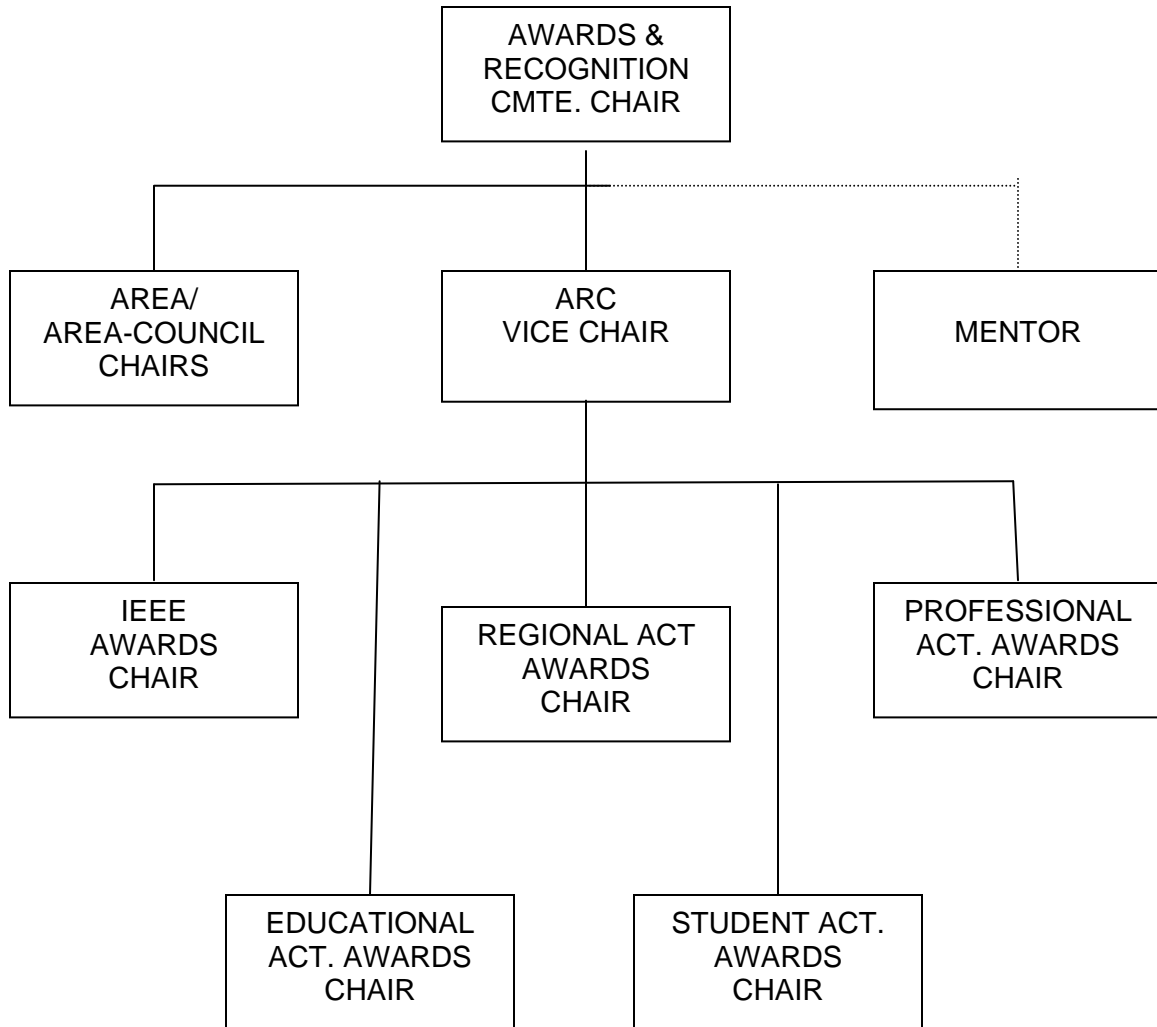 AWARDS &
RECOGNITION
CMTE. CHAIR
AREA/
AREA-COUNCIL
CHAIRS
ARC
VICE CHAIR
MENTOR
IEEE
AWARDS
CHAIR
REGIONAL ACT
AWARDS
CHAIR
PROFESSIONAL
ACT. AWARDS
CHAIR
EDUCATIONAL
ACT. AWARDS
CHAIR
STUDENT ACT.
AWARDS
CHAIR